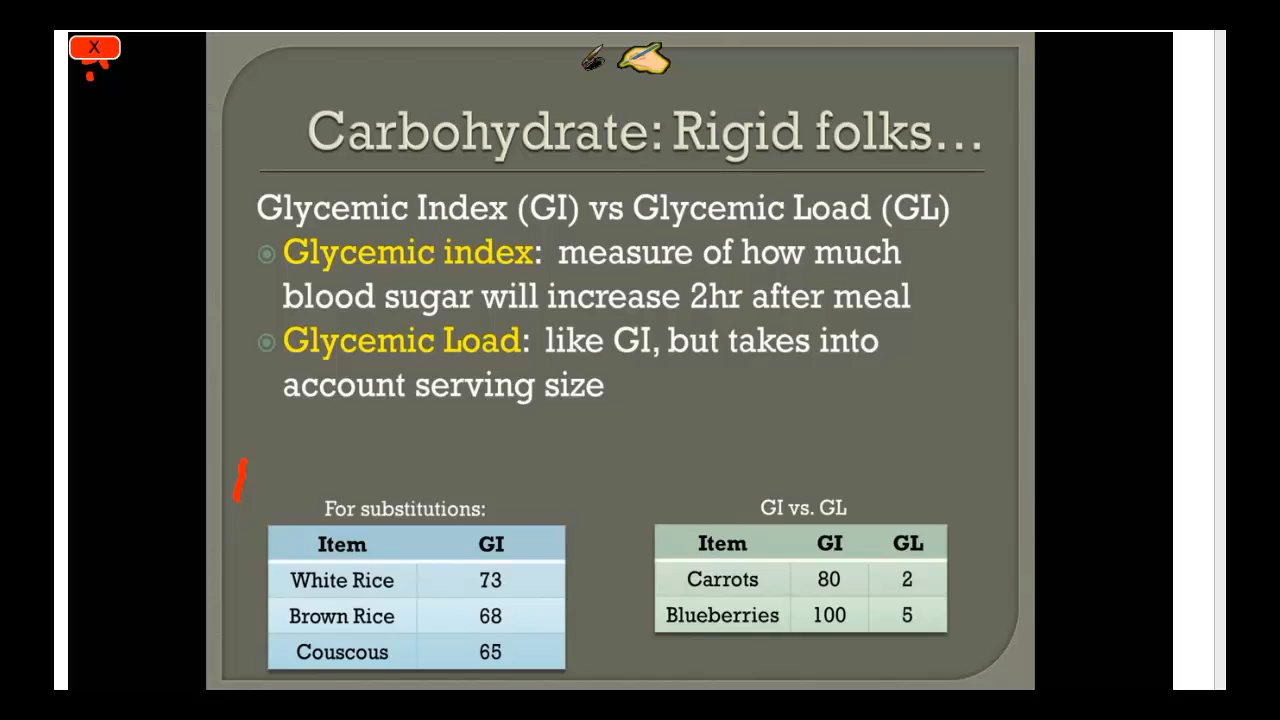 X
Carbohydrate: Rigid folks...
Glycemic Index (GI) vs Glycemic Load (GL)
Glycemic index: measure of how much
blood sugar will increase 2hr after meal
Glycemic Load: like GI, but takes into
account serving size
For substitutions:
Item GI
White Rice 73
Brown Rice 68
Couscous 65
GI vs. GL
Item GI GL
Carrots 80 2
Blueberries 100 5